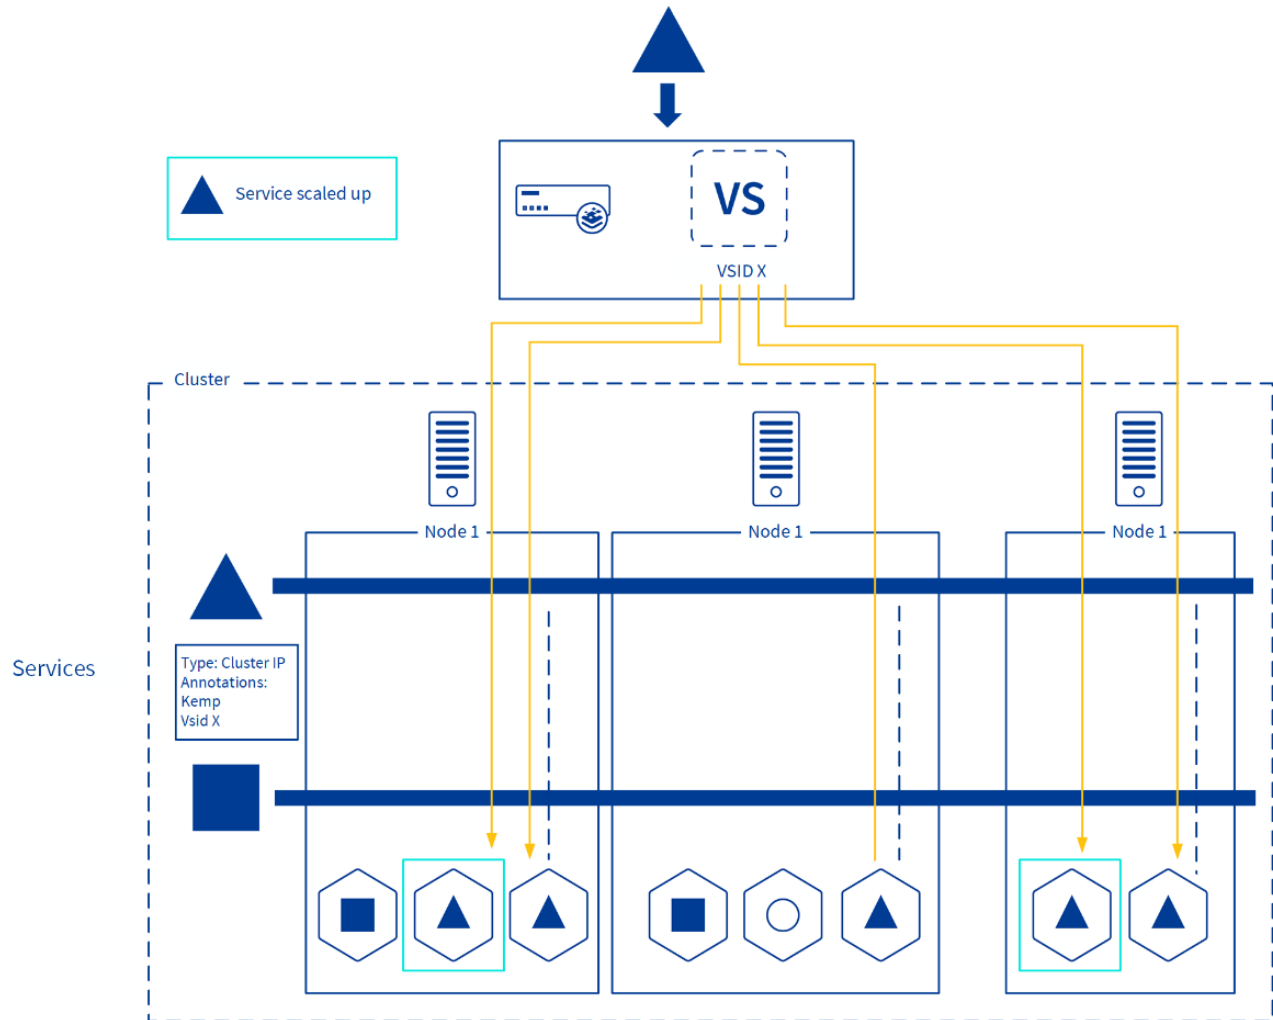 VS
Service scaled up
VSID X
Cluster
Node 1
Node 1
Node 1
Services
Type: Cluster IP
Annotations:
Kemp
Vsid X